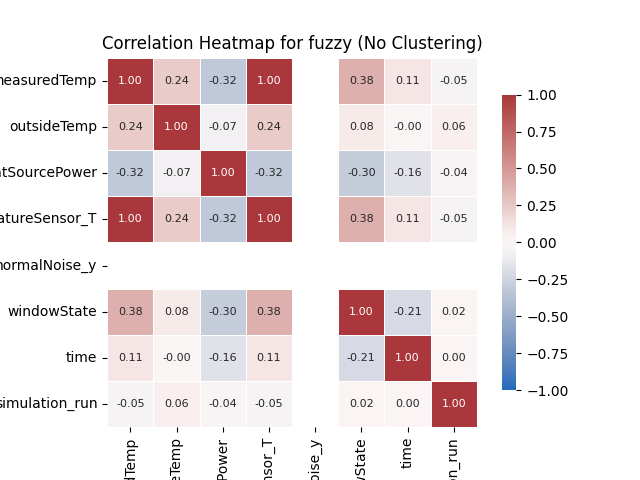 Correlation Heatmap for fuzzy (No Clustering)
measuredTemp 1.00 0.24 -0.32 1.00 0.38 0.11 -0.05
outsideTemp 0.24 1.00 -0.07 0.24 0.08 -0.00 0.06
atSourcePower -0.32 -0.07 1.00 -0.32 -0.30 -0.16 -0.04
atureSensor_T 1.00 0.24 -0.32 1.00 0.38 0.11 -0.05
normalNoise_y
windowState 0.38 0.08 -0.30 0.38 1.00 -0.21 0.02
time 0.11 -0.00 -0.16 0.11 -0.21 1.00 0.00
simulation_run -0.05 0.06 -0.04 -0.05 0.02 0.00 1.00
dTemp
eTemp
Power
nsor_T
oise_y
wState
time
on_run
1.00
0.75
0.50
0.25
0.00
−0.25
−0.50
−0.75
−1.00